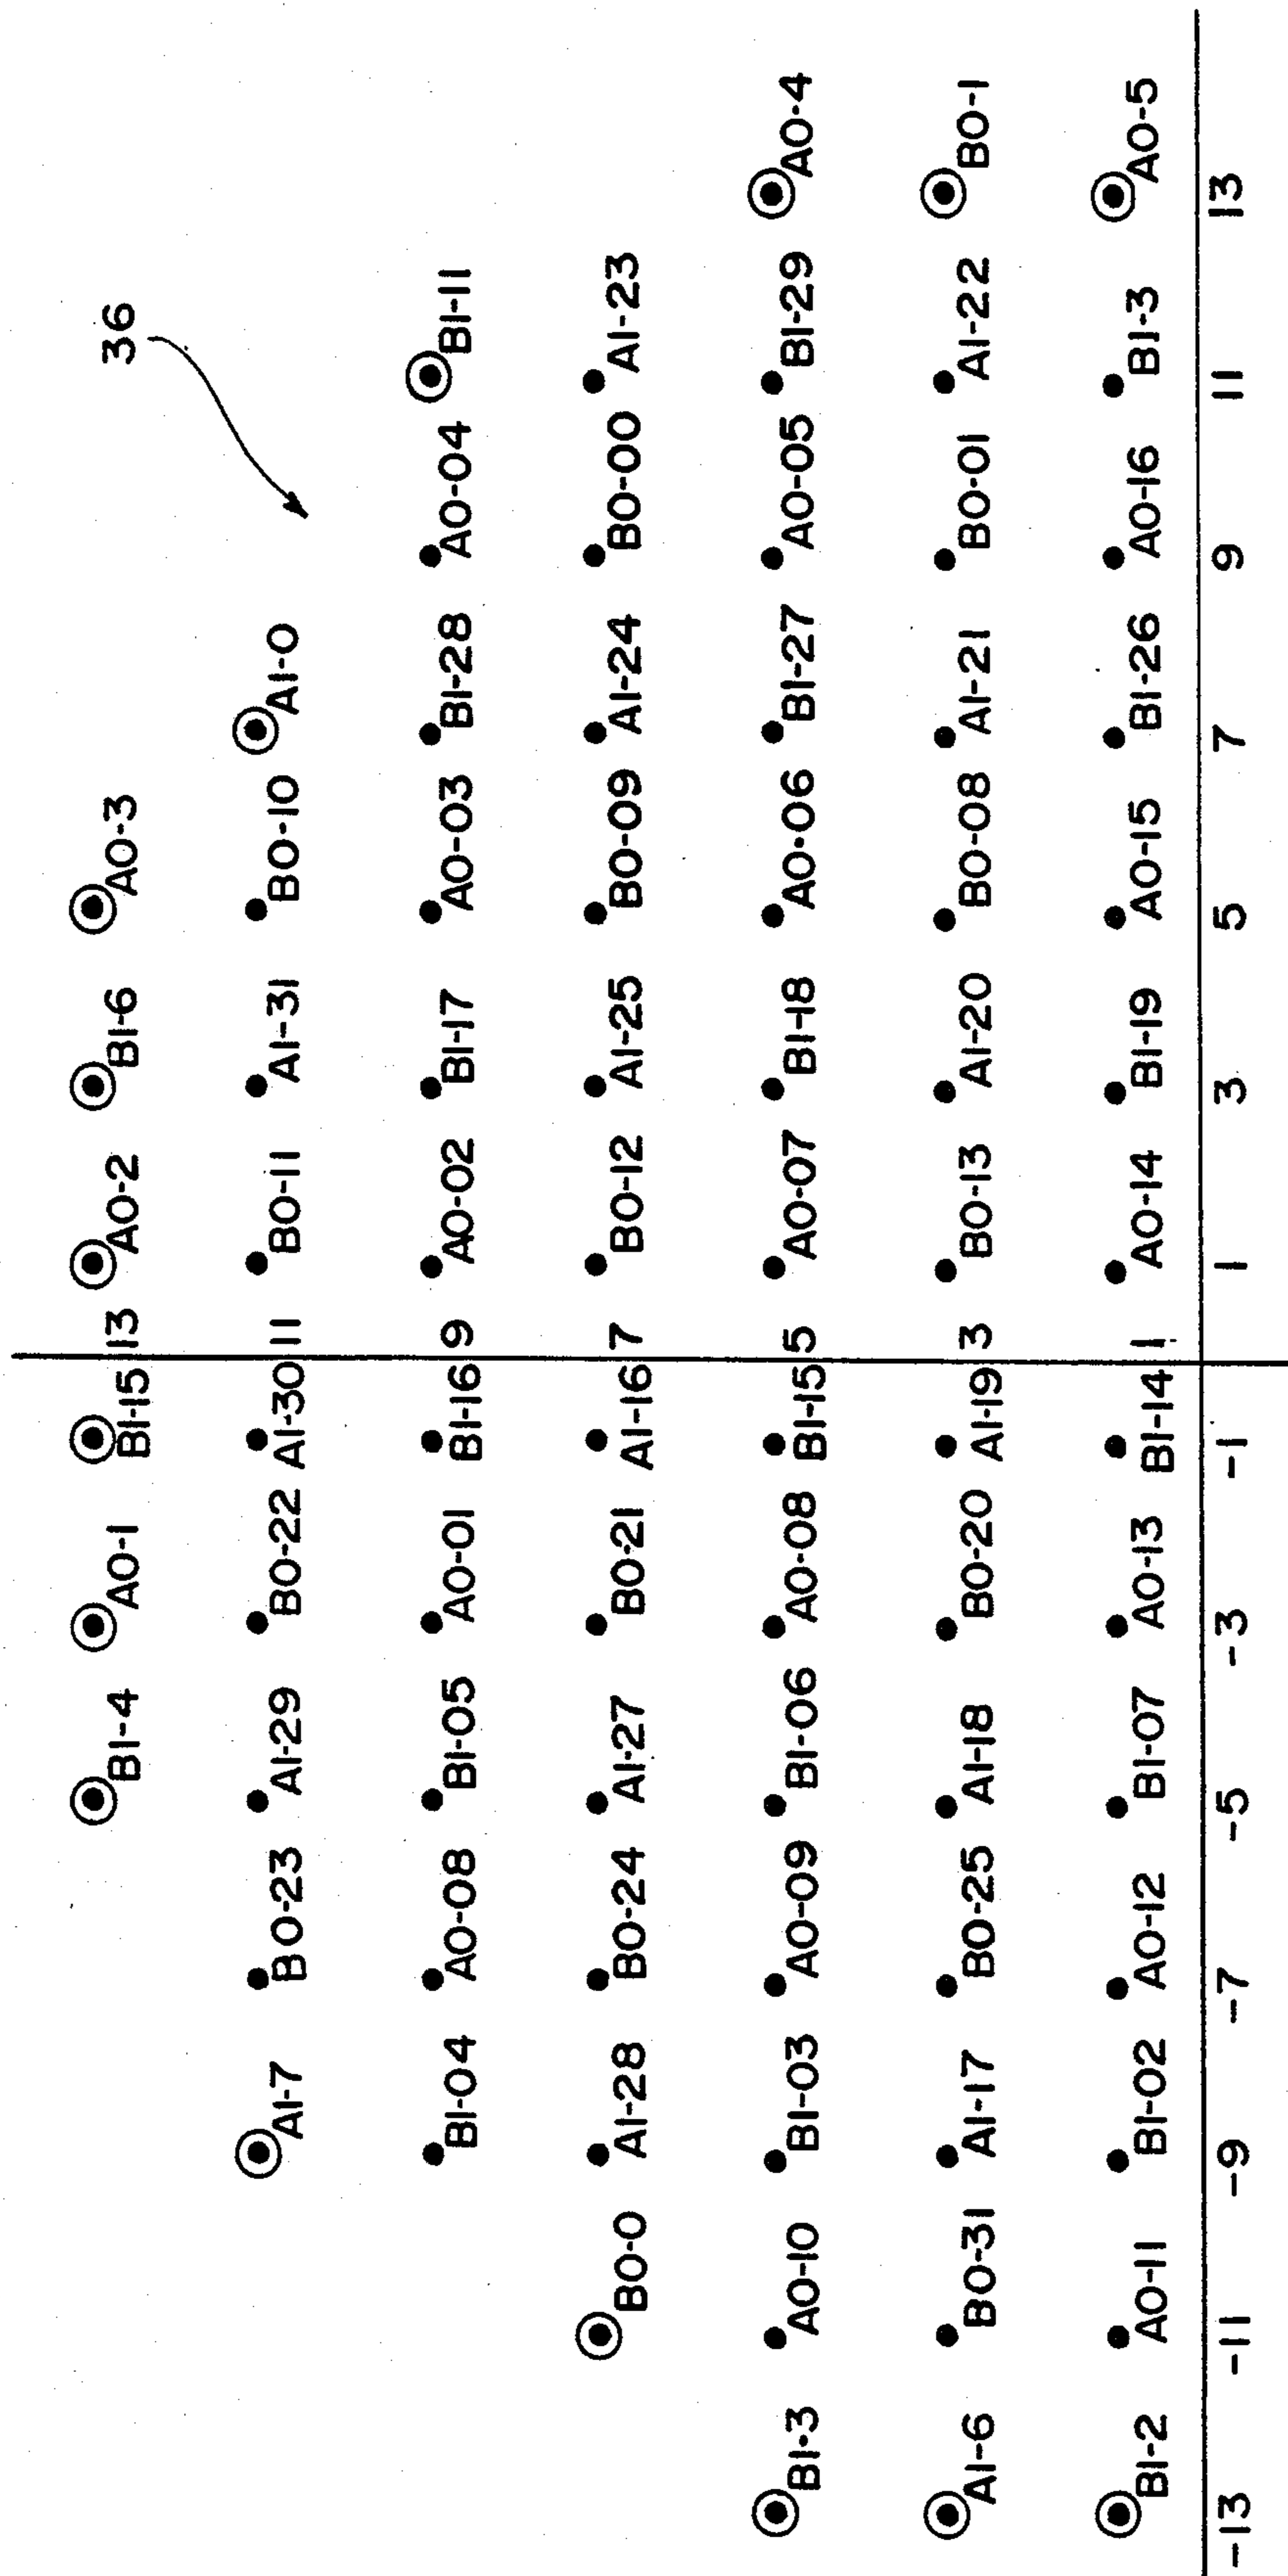 36
BI-4 AO-1 BI-15 13 AO-2 BI-6 AO-3
AI-7 BO-23 AI-29 BO-22 AI-30 11 BO-11 AI-31 BO-10 AI-0
BI-04 AO-08 BI-05 AO-01 BI-16 9 AO-02 BI-17 AO-03 BI-28 AO-04 BI-11
BO-0 AI-28 BO-24 AI-27 BO-21 AI-16 7 BO-12 AI-25 BO-09 AI-24 BO-00 AI-23
BI-3 AO-10 BI-03 AO-09 BI-06 AO-08 BI-15 5 AO-07 BI-18 AO-06 BI-27 AO-05 BI-29 AO-4
AI-6 BO-31 AI-17 BO-25 AI-18 BO-20 AI-19 3 BO-13 AI-20 BO-08 AI-21 BO-01 AI-22 BO-1
BI-2 AO-11 BI-02 AO-12 BI-07 AO-13 BI-14 1 AO-14 BI-19 AO-15 BI-26 AO-16 BI-3 AO-5
-13 -11 -9 -7 -5 -3 -1 1 3 5 7 9 11 13